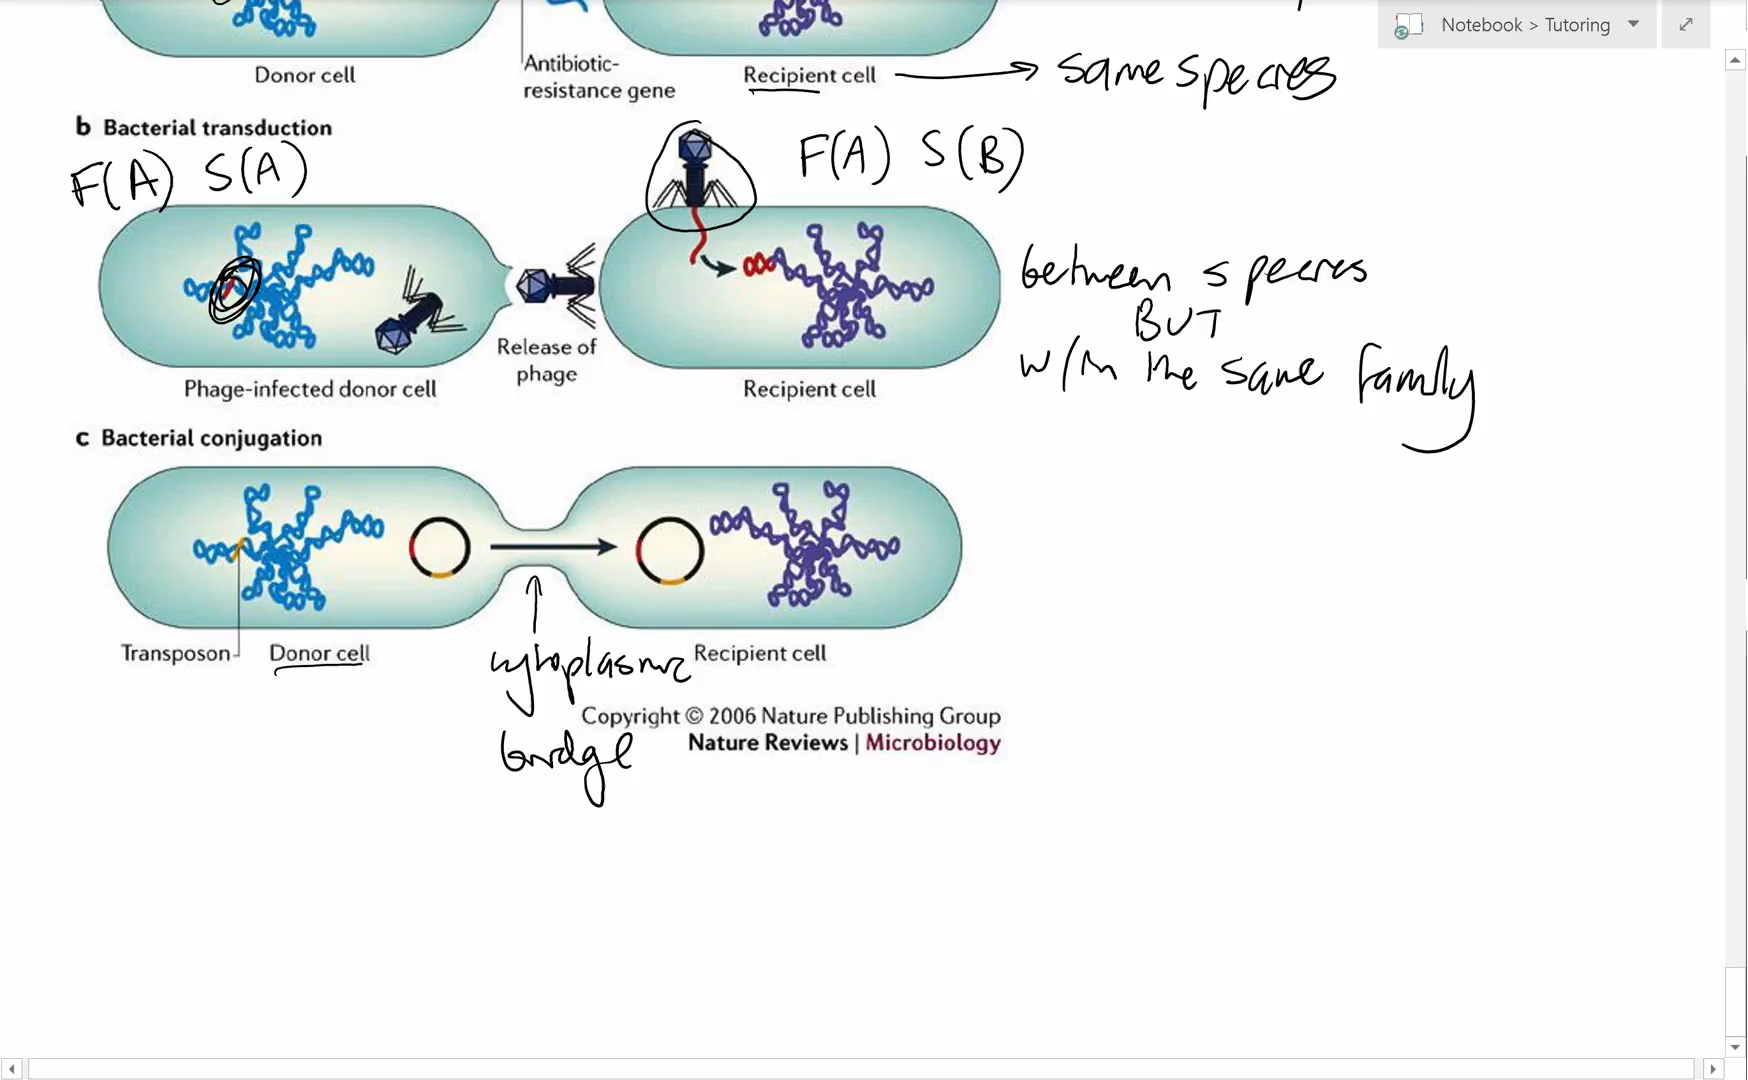 Notebook > Tutoring
Donor cell
Antibiotic-
resistance gene
Recipient cell
same species
b Bacterial transduction
F(A) S(A)
F(A) S(B)
between species
BUT
w/in the same family
Release of
phage
Phage-infected donor cell
Recipient cell
c Bacterial conjugation
Transposon
Donor cell
cytoplasmic
bridge
Recipient cell
Copyright © 2006 Nature Publishing Group
Nature Reviews | Microbiology